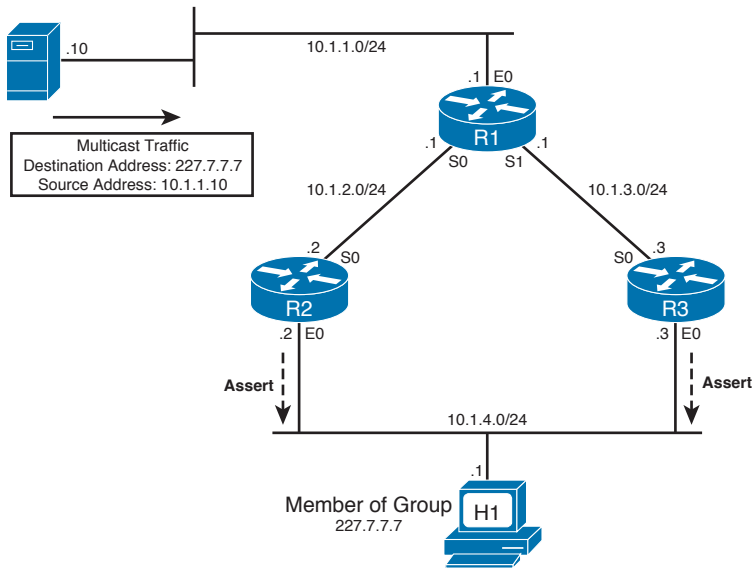 .10
10.1.1.0/24
.1 E0
R1
Multicast Traffic
Destination Address: 227.7.7.7
Source Address: 10.1.1.10
.1
S0
S1
.1
10.1.2.0/24
10.1.3.0/24
.2
S0
R2
.2 E0
.3
S0
R3
.3 E0
Assert
Assert
10.1.4.0/24
.1
Member of Group
227.7.7.7
H1